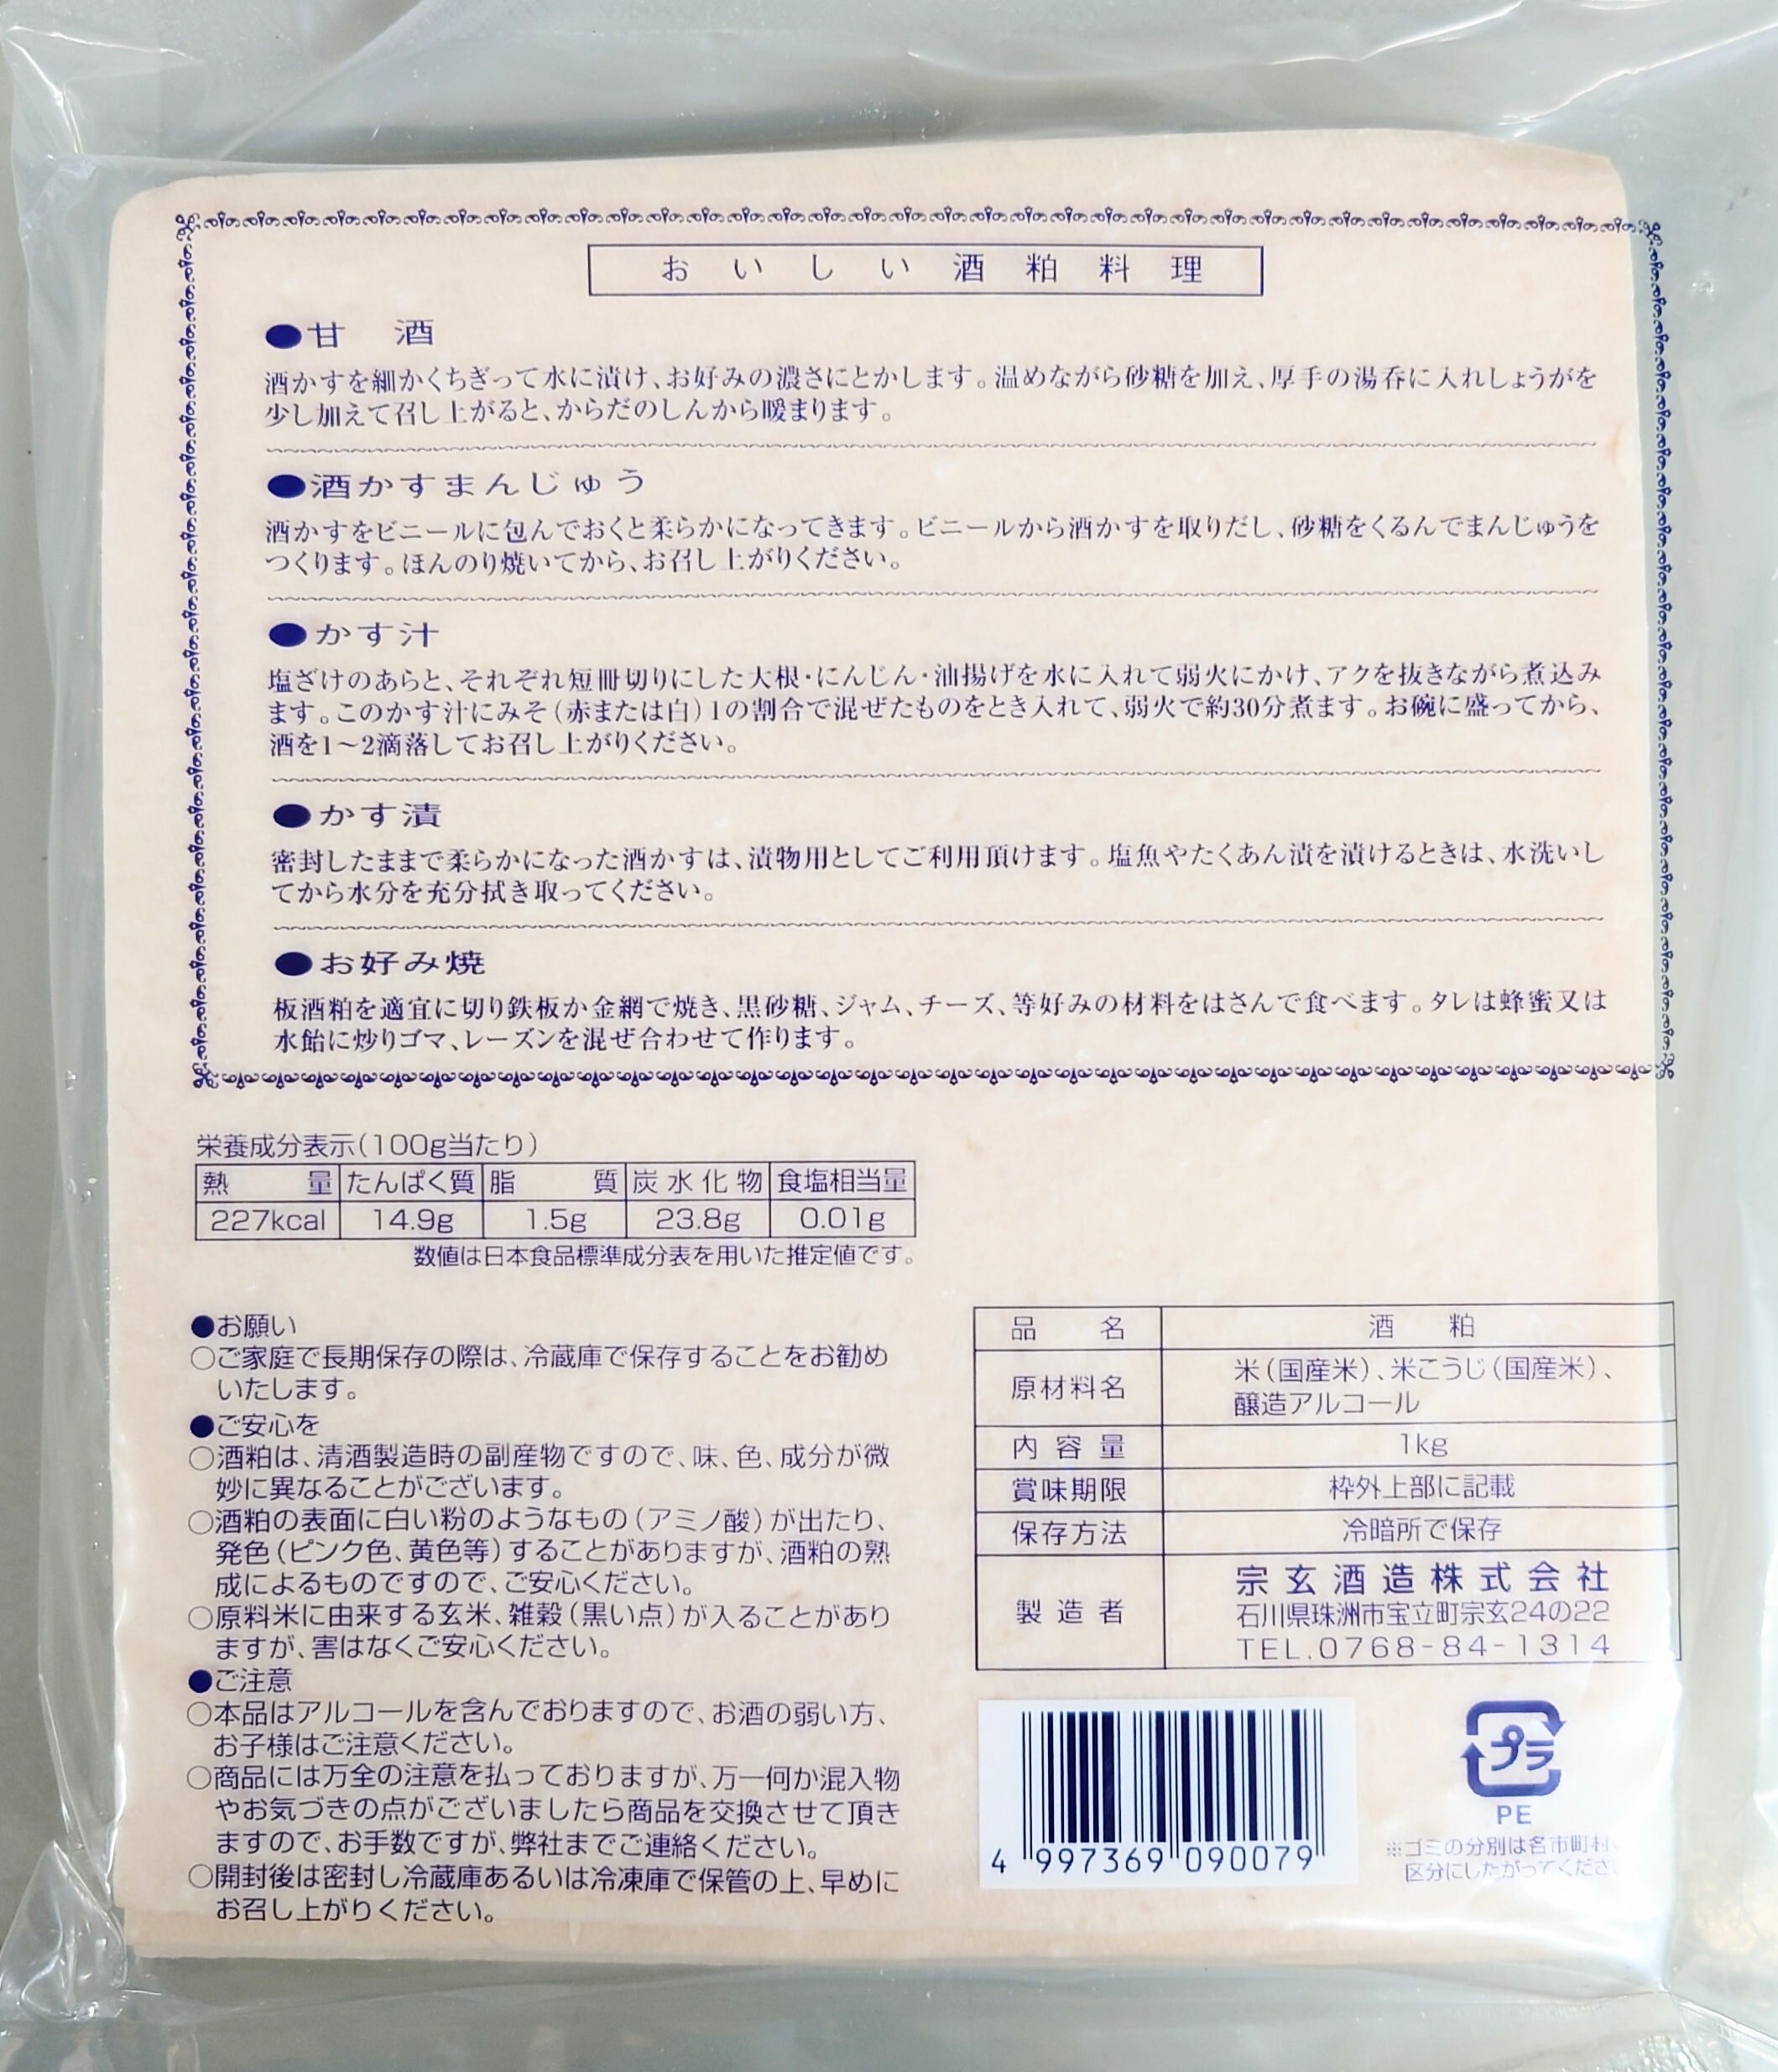 おいしい酒粕料理
●甘　酒
酒かすを細かくちぎって水に漬け、お好みの濃さにとかします。温めながら砂糖を加え、厚手の湯呑に入れしょうがを
少し加えて召し上がると、からだのしんから暖まります。
●酒かすまんじゅう
酒かすをビニールに包んでおくと柔らかになってきます。ビニールから酒かすを取りだし、砂糖をくるんでまんじゅうを
つくります。ほんのり焼いてから、お召し上がりください。
●かす汁
塩ざけのあらと、それぞれ短冊切りにした大根・にんじん・油揚げを水に入れて弱火にかけ、アクを抜きながら煮込み
ます。このかす汁にみそ（赤または白）1の割合で混ぜたものをとき入れて、弱火で約30分煮ます。お碗に盛ってから、
酒を1～2滴落してお召し上がりください。
●かす漬
密封したままで柔らかになった酒かすは、漬物用としてご利用頂けます。塩魚やたくあん漬を漬けるときは、水洗いし
てから水分を充分拭き取ってください。
●お好み焼
板酒粕を適宜に切り鉄板か金網で焼き、黒砂糖、ジャム、チーズ、等好みの材料をはさんで食べます。タレは蜂蜜又は
水飴に炒りゴマ、レーズンを混ぜ合わせて作ります。
栄養成分表示（100g当たり）
熱　量 たんぱく質 脂　質 炭水化物 食塩相当量
227kcal 14.9g 1.5g 23.8g 0.01g
数値は日本食品標準成分表を用いた推定値です。
●お願い
○ご家庭で長期保存の際は、冷蔵庫で保存することをお勧め
いたします。
●ご安心を
○酒粕は、清酒製造時の副産物ですので、味、色、成分が微
妙に異なることがございます。
○酒粕の表面に白い粉のようなもの（アミノ酸）が出たり、
発色（ピンク色、黄色等）することがありますが、酒粕の熟
成によるものですので、ご安心ください。
○原料米に由来する玄米、雑穀（黒い点）が入ることがあり
ますが、害はなくご安心ください。
●ご注意
○本品はアルコールを含んでおりますので、お酒の弱い方、
お子様はご注意ください。
○商品には万全の注意を払っておりますが、万一何か混入物
やお気づきの点がございましたら商品を交換させて頂き
ますので、お手数ですが、弊社までご連絡ください。
○開封後は密封し冷蔵庫あるいは冷凍庫で保管の上、早めに
お召し上がりください。
品　名 酒　粕
原材料名 米（国産米）、米こうじ（国産米）、
醸造アルコール
内容量 1kg
賞味期限 枠外上部に記載
保存方法 冷暗所で保存
製造者 宗玄酒造株式会社
石川県珠洲市宝立町宗玄24の22
TEL.0768-84-1314
4 997369 090079
プラ
PE
※ゴミの分別は各市町村
区分にしたがってくださ